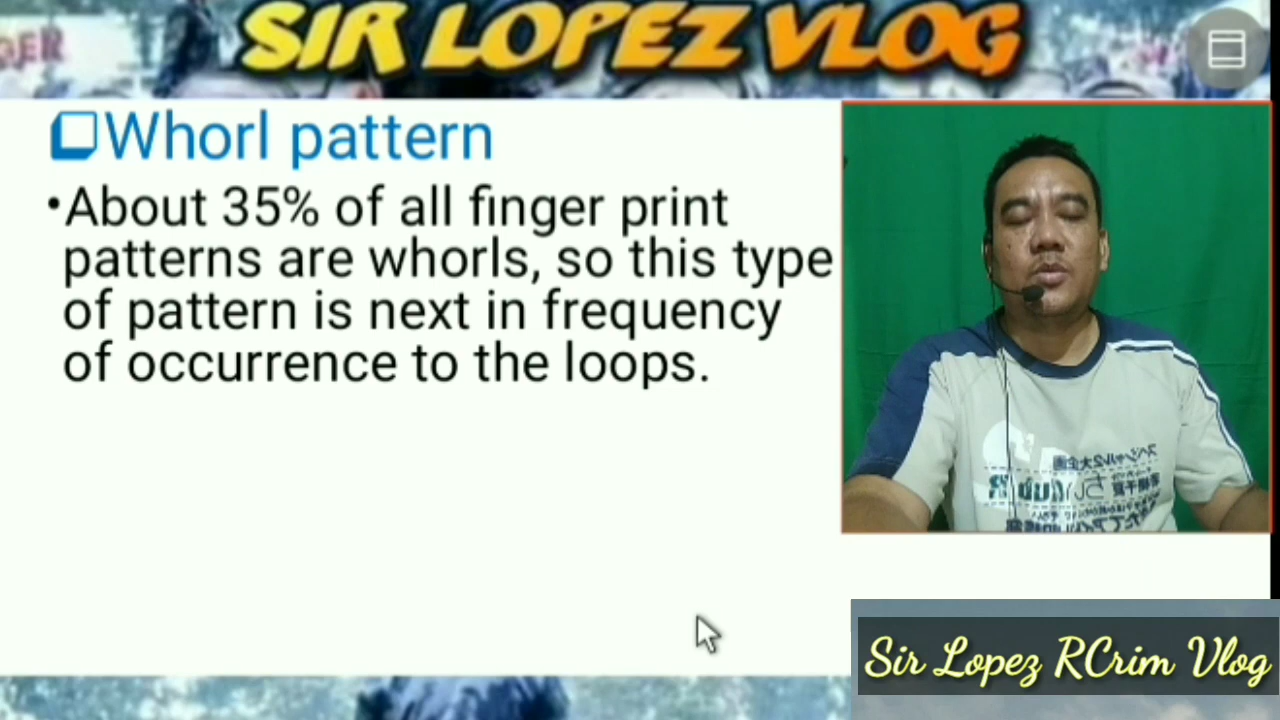 GER
SIR LOPEZ VLOG
Whorl pattern
•About 35% of all finger print
patterns are whorls, so this type
of pattern is next in frequency
of occurrence to the loops.
Sir Lopez RCrim Vlog